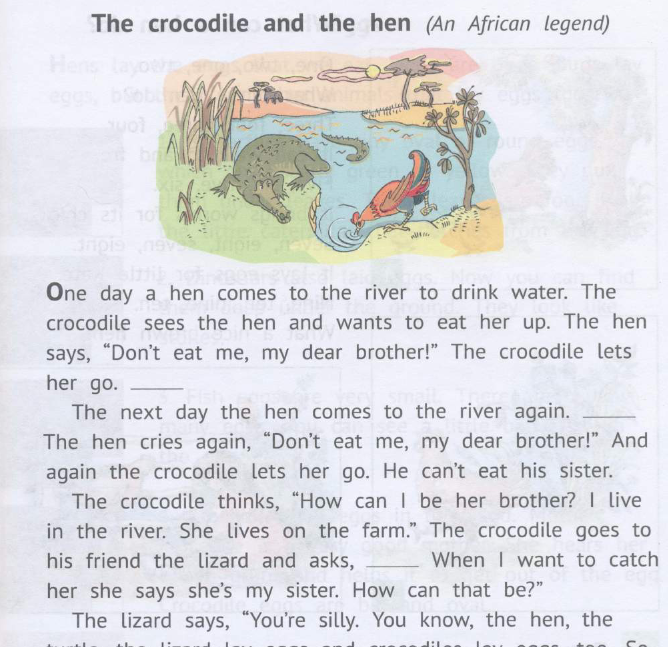 The crocodile and the hen (An African legend)
One day a hen comes to the river to drink water. The
crocodile sees the hen and wants to eat her up. The hen
says, “Don’t eat me, my dear brother!” The crocodile lets
her go. _____
The next day the hen comes to the river again. _____
The hen cries again, “Don’t eat me, my dear brother!” And
again the crocodile lets her go. He can’t eat his sister.
The crocodile thinks, “How can I be her brother? I live
in the river. She lives on the farm.” The crocodile goes to
his friend the lizard and asks, _____ When I want to catch
her she says she’s my sister. How can that be?”
The lizard says, “You’re silly. You know, the hen, the
turtle, the lizard lay eggs and crocodiles lay eggs, too. So